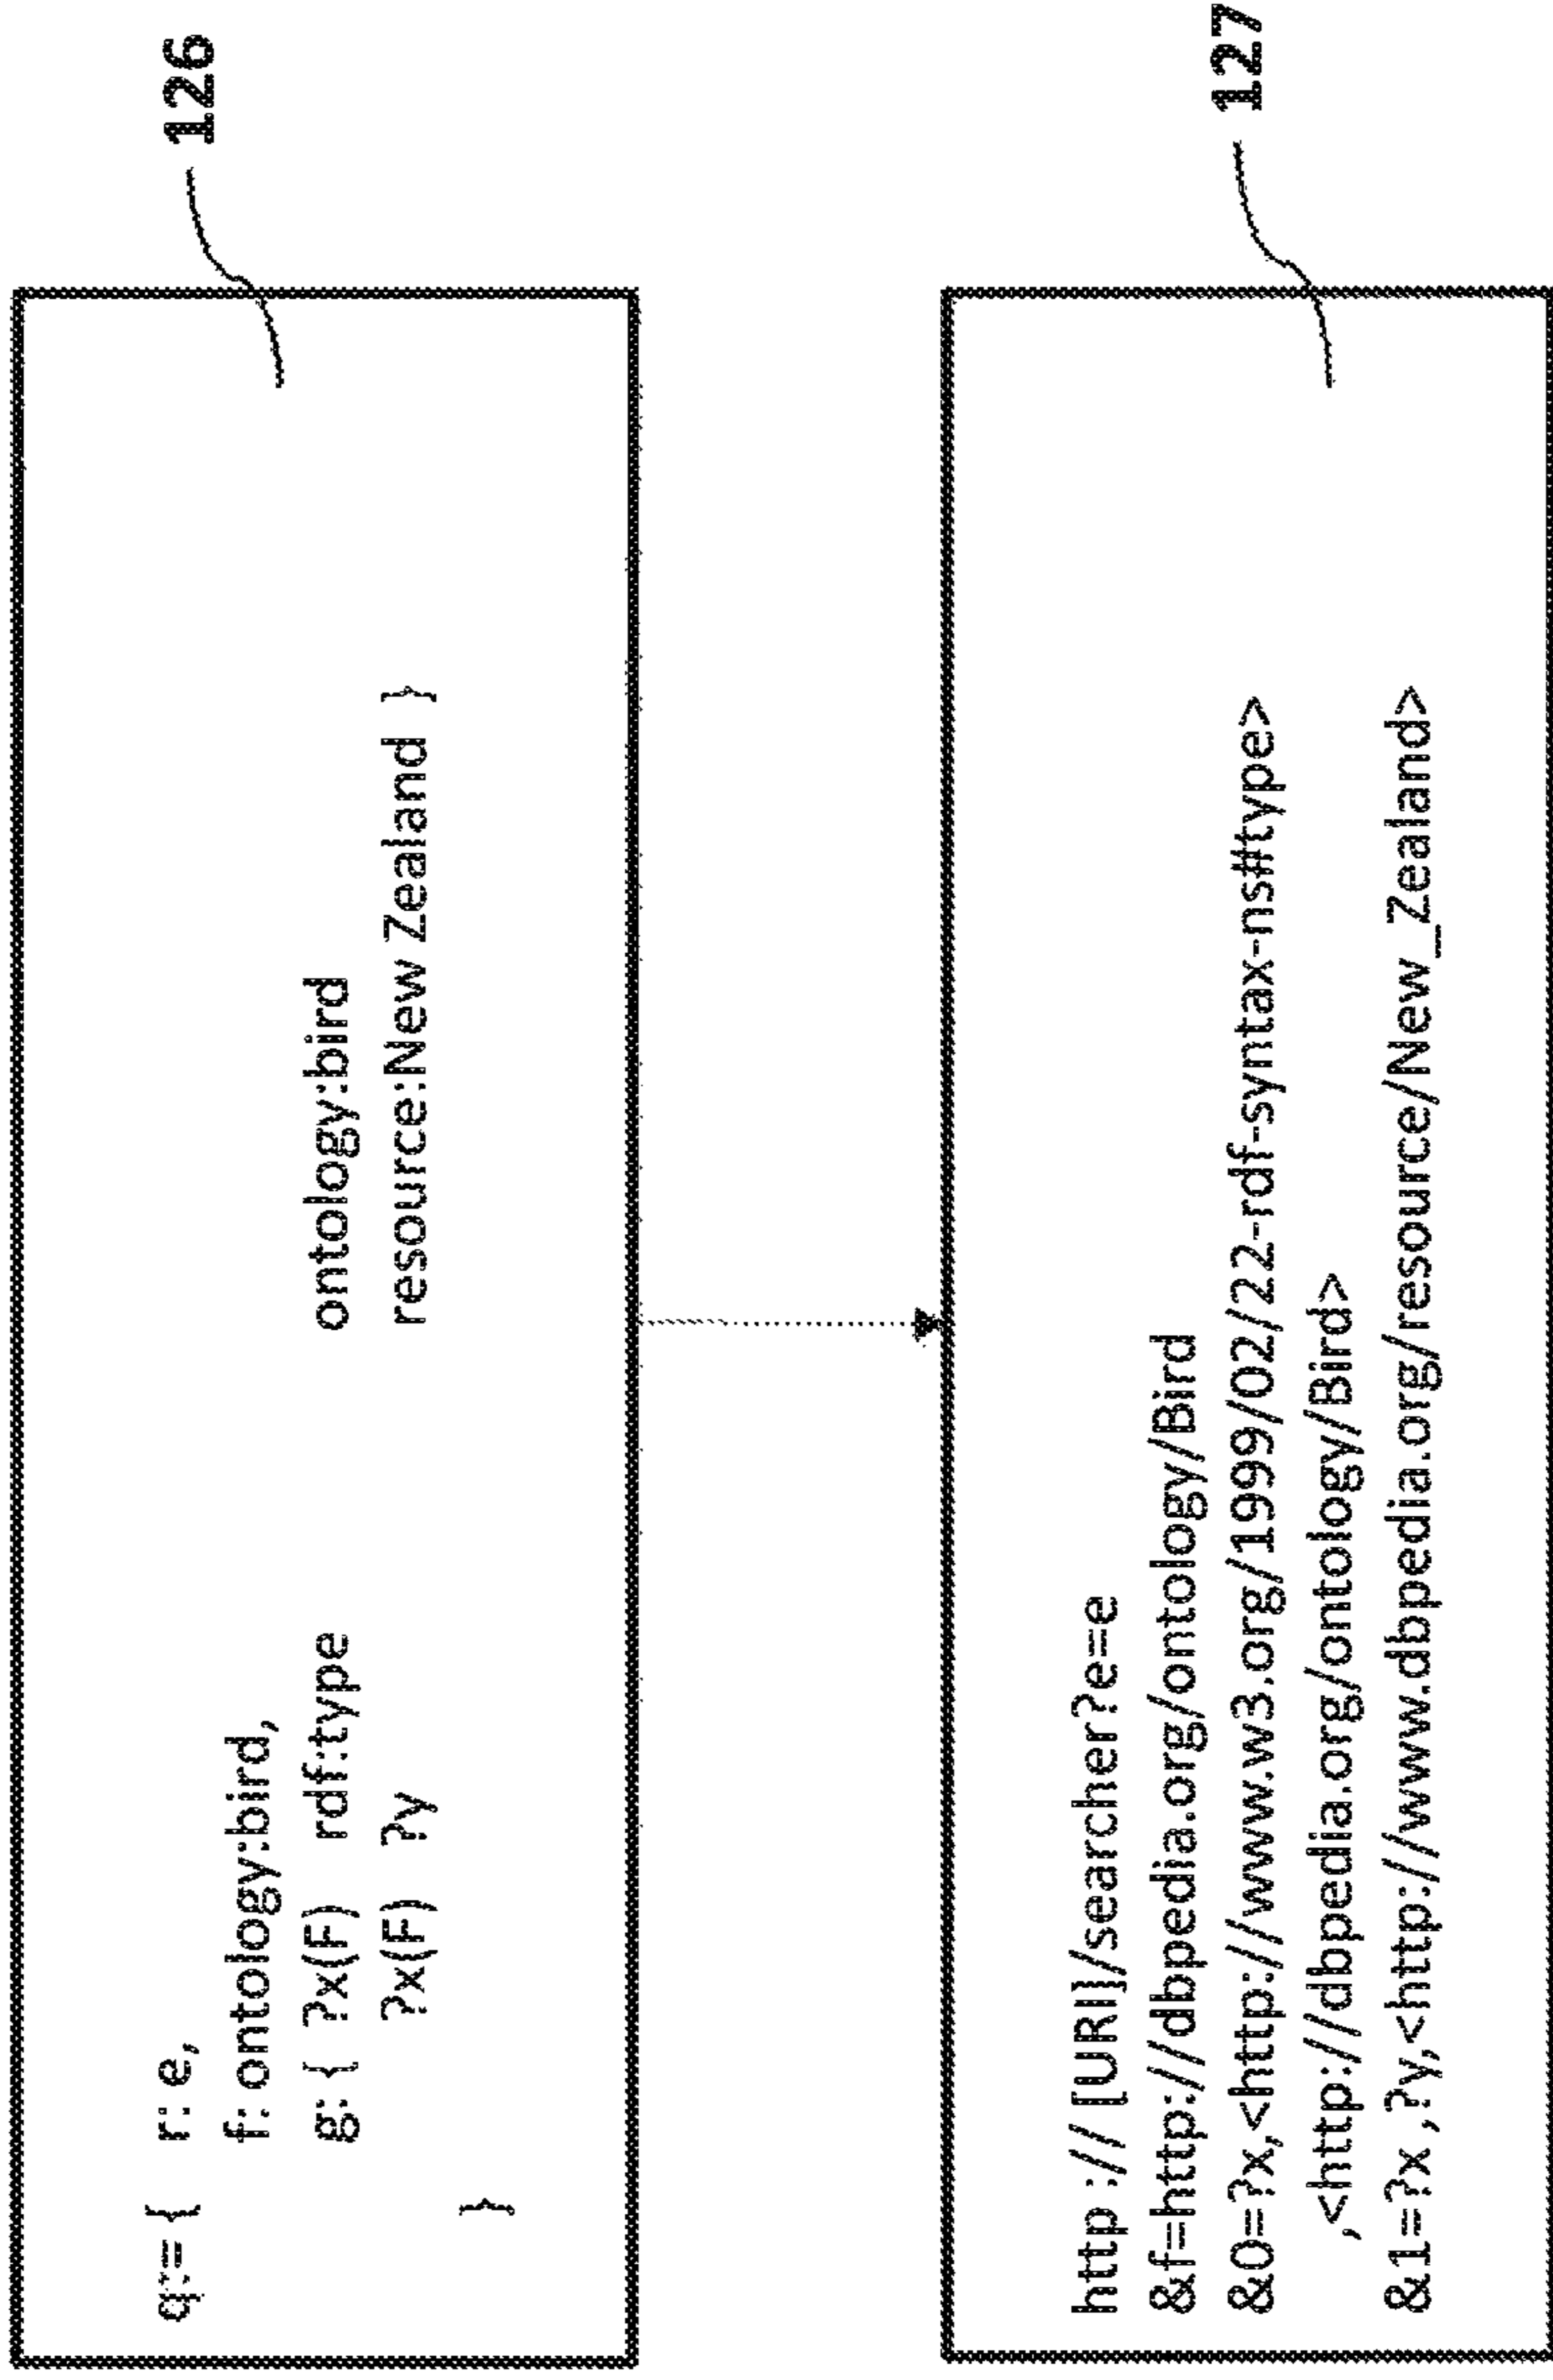 q:= {  r: e,
f: ontology:bird,
g: {  ?x(F)  rdf:type  ontology:bird
?x(F)  ?y  resource:New Zealand  }
}
126
http :// [URI]/searcher?e=e
&f=http://dbpedia.org/ontology/Bird
&0=?x,<http://www.w3.org/1999/02/22-rdf-syntax-ns#type>
,<http://dbpedia.org/ontology/Bird>
&1=?x ,?y,<http://www.dbpedia.org/resource/New_Zealand>
127